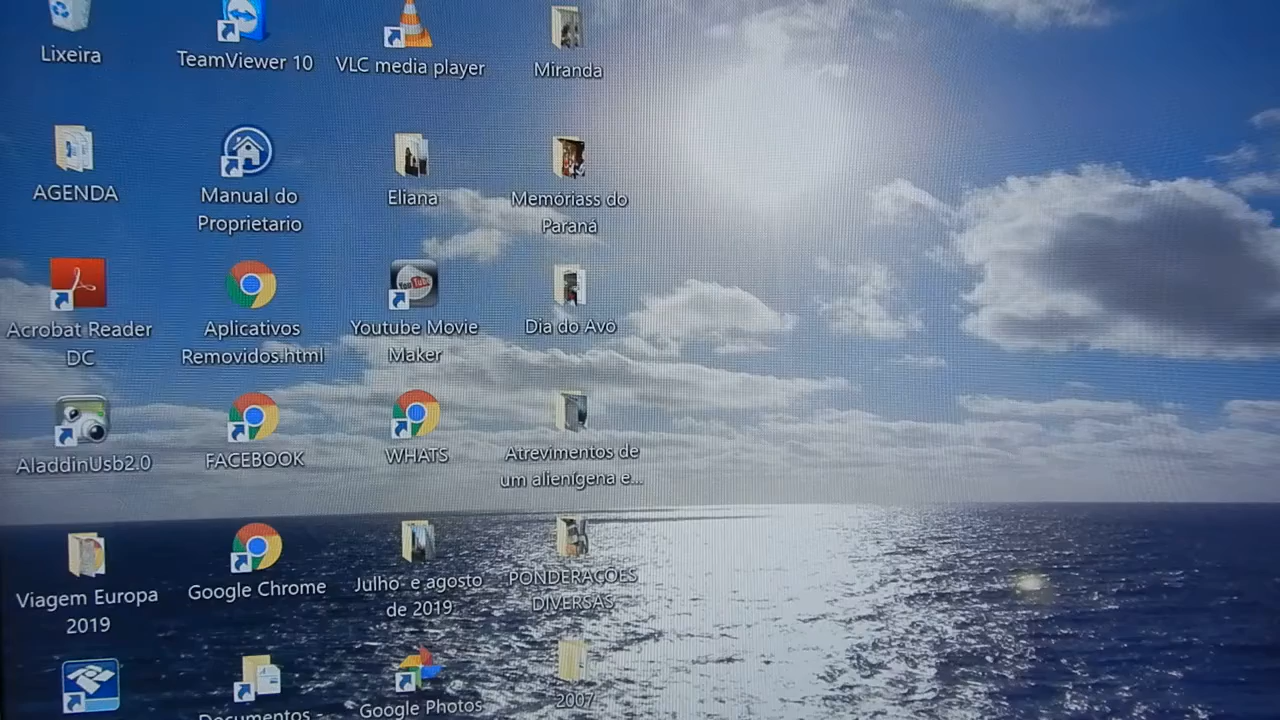 Lixeira
TeamViewer 10
VLC media player
Miranda
AGENDA
Manual do
Proprietario
Eliana
Memóriass do
Paraná
Acrobat Reader
DC
Aplicativos
Removidos.html
YouTube
Youtube Movie
Maker
Dia do Avô
AladdinUsb2.0
FACEBOOK
WHATS
Atrevimentos de
um alienígena e...
Viagem Europa
2019
Google Chrome
Julho e agosto
de 2019
PONDERAÇÕES
DIVERSAS
Documentos -
Google Photos
2007